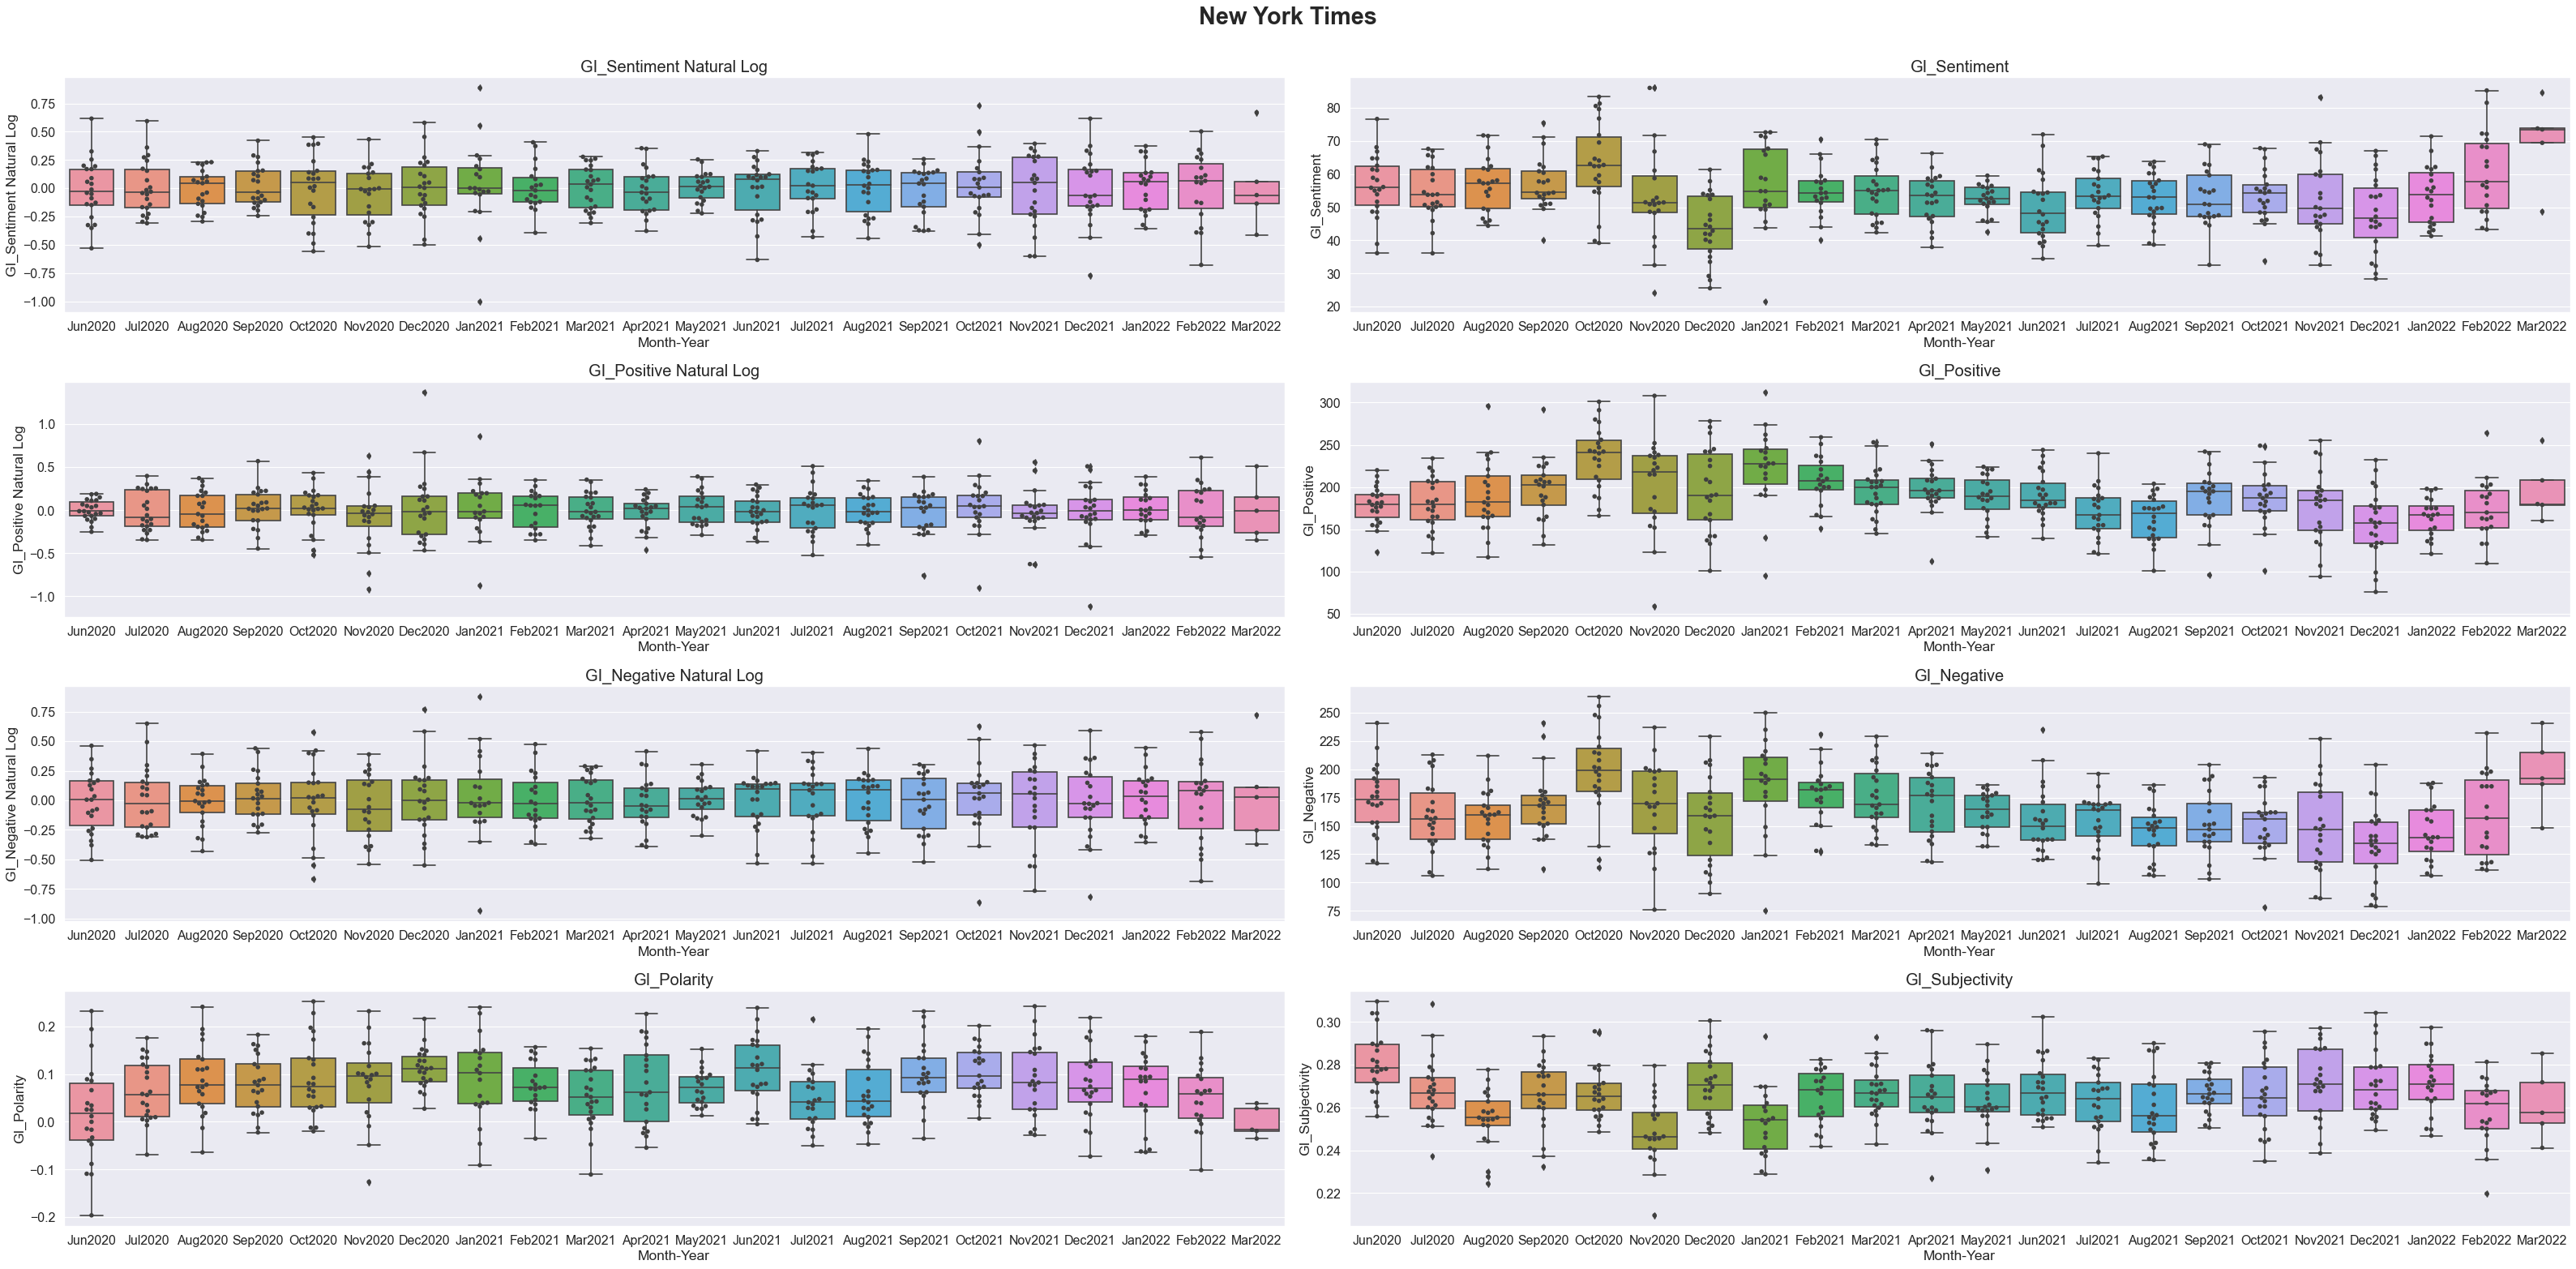 New York Times
GI_Sentiment Natural Log
GI_Sentiment Natural Log
0.75
0.50
0.25
0.00
−0.25
−0.50
−0.75
−1.00
Jun2020 Jul2020 Aug2020 Sep2020 Oct2020 Nov2020 Dec2020 Jan2021 Feb2021 Mar2021 Apr2021 May2021 Jun2021 Jul2021 Aug2021 Sep2021 Oct2021 Nov2021 Dec2021 Jan2022 Feb2022 Mar2022
Month-Year
GI_Sentiment
GI_Sentiment
80
70
60
50
40
30
20
Jun2020 Jul2020 Aug2020 Sep2020 Oct2020 Nov2020 Dec2020 Jan2021 Feb2021 Mar2021 Apr2021 May2021 Jun2021 Jul2021 Aug2021 Sep2021 Oct2021 Nov2021 Dec2021 Jan2022 Feb2022 Mar2022
Month-Year
GI_Positive Natural Log
GI_Positive Natural Log
1.0
0.5
0.0
−0.5
−1.0
Jun2020 Jul2020 Aug2020 Sep2020 Oct2020 Nov2020 Dec2020 Jan2021 Feb2021 Mar2021 Apr2021 May2021 Jun2021 Jul2021 Aug2021 Sep2021 Oct2021 Nov2021 Dec2021 Jan2022 Feb2022 Mar2022
Month-Year
GI_Positive
GI_Positive
300
250
200
150
100
50
Jun2020 Jul2020 Aug2020 Sep2020 Oct2020 Nov2020 Dec2020 Jan2021 Feb2021 Mar2021 Apr2021 May2021 Jun2021 Jul2021 Aug2021 Sep2021 Oct2021 Nov2021 Dec2021 Jan2022 Feb2022 Mar2022
Month-Year
GI_Negative Natural Log
GI_Negative Natural Log
0.75
0.50
0.25
0.00
−0.25
−0.50
−0.75
−1.00
Jun2020 Jul2020 Aug2020 Sep2020 Oct2020 Nov2020 Dec2020 Jan2021 Feb2021 Mar2021 Apr2021 May2021 Jun2021 Jul2021 Aug2021 Sep2021 Oct2021 Nov2021 Dec2021 Jan2022 Feb2022 Mar2022
Month-Year
GI_Negative
GI_Negative
250
225
200
175
150
125
100
75
Jun2020 Jul2020 Aug2020 Sep2020 Oct2020 Nov2020 Dec2020 Jan2021 Feb2021 Mar2021 Apr2021 May2021 Jun2021 Jul2021 Aug2021 Sep2021 Oct2021 Nov2021 Dec2021 Jan2022 Feb2022 Mar2022
Month-Year
GI_Polarity
GI_Polarity
0.2
0.1
0.0
−0.1
−0.2
Jun2020 Jul2020 Aug2020 Sep2020 Oct2020 Nov2020 Dec2020 Jan2021 Feb2021 Mar2021 Apr2021 May2021 Jun2021 Jul2021 Aug2021 Sep2021 Oct2021 Nov2021 Dec2021 Jan2022 Feb2022 Mar2022
Month-Year
GI_Subjectivity
GI_Subjectivity
0.30
0.28
0.26
0.24
0.22
Jun2020 Jul2020 Aug2020 Sep2020 Oct2020 Nov2020 Dec2020 Jan2021 Feb2021 Mar2021 Apr2021 May2021 Jun2021 Jul2021 Aug2021 Sep2021 Oct2021 Nov2021 Dec2021 Jan2022 Feb2022 Mar2022
Month-Year